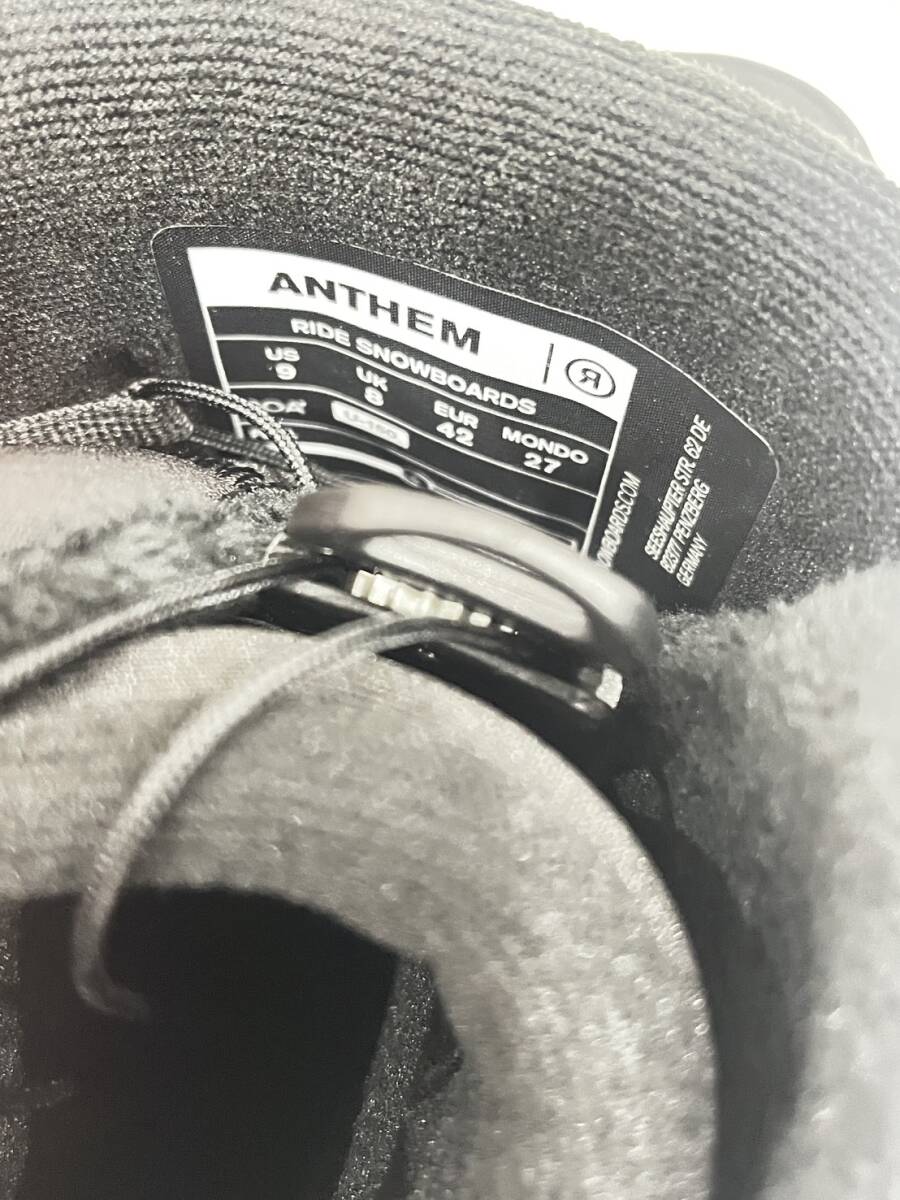 ANTHEM
®
RIDE SNOWBOARDS
US UK EUR MONDO
9 8 42 27
SEESHAUPTER STR. 62 DE
82377 PENZBERG
GERMANY